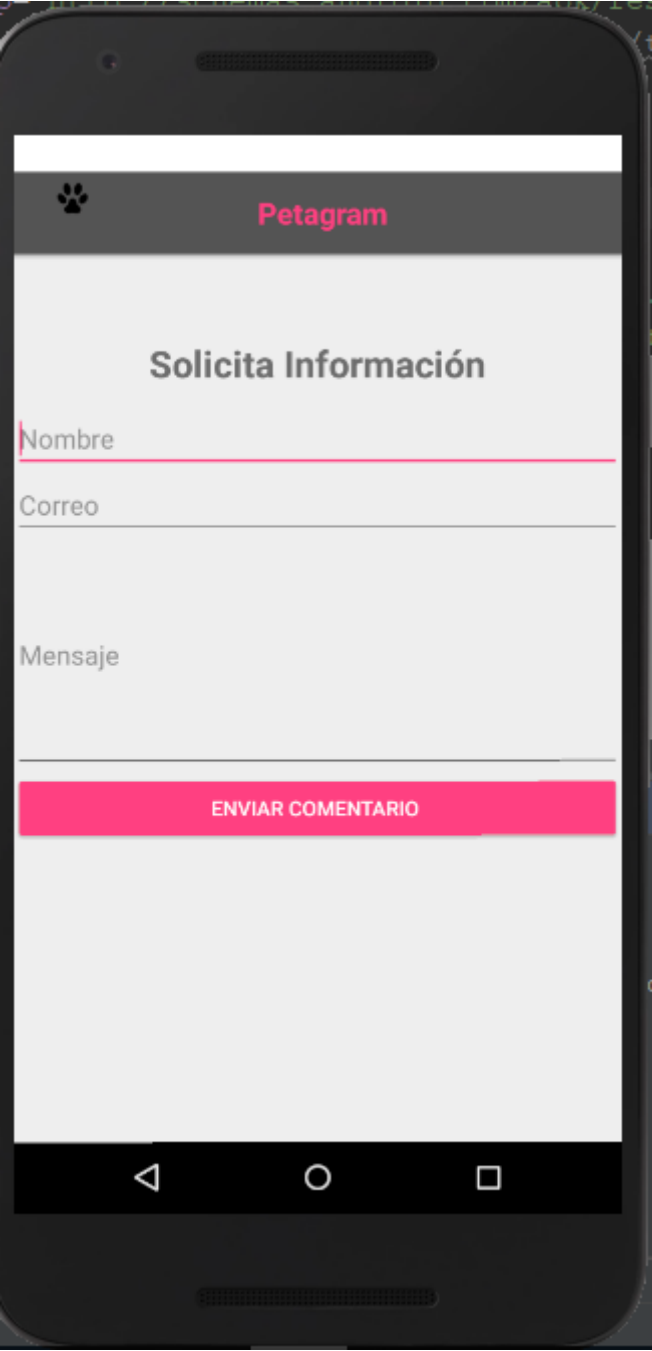 Petagram
Solicita Información
Nombre
Correo
Mensaje
ENVIAR COMENTARIO